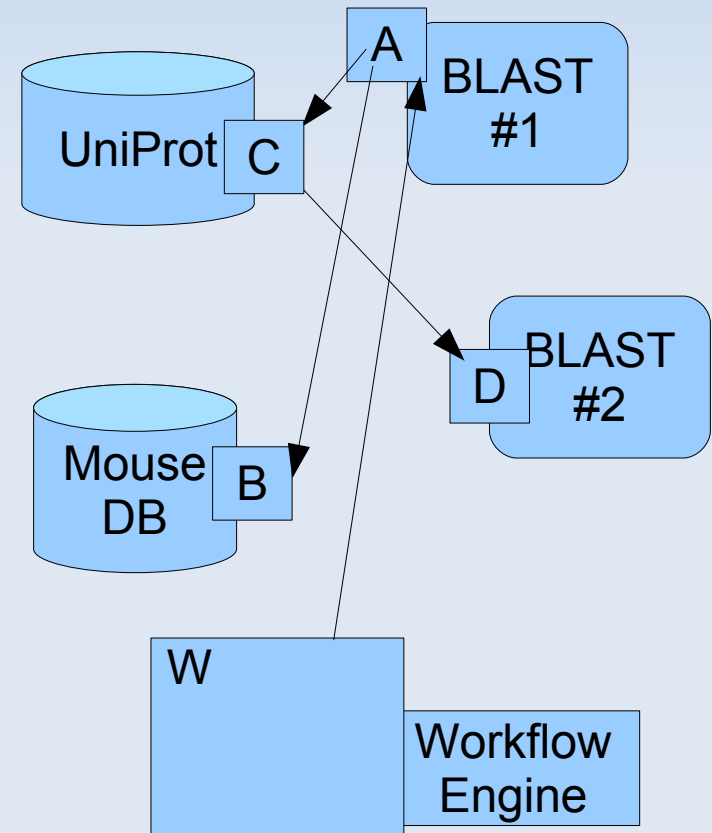 A
BLAST
#1
UniProt
C
BLAST
#2
D
Mouse
DB
B
W
Workflow
Engine